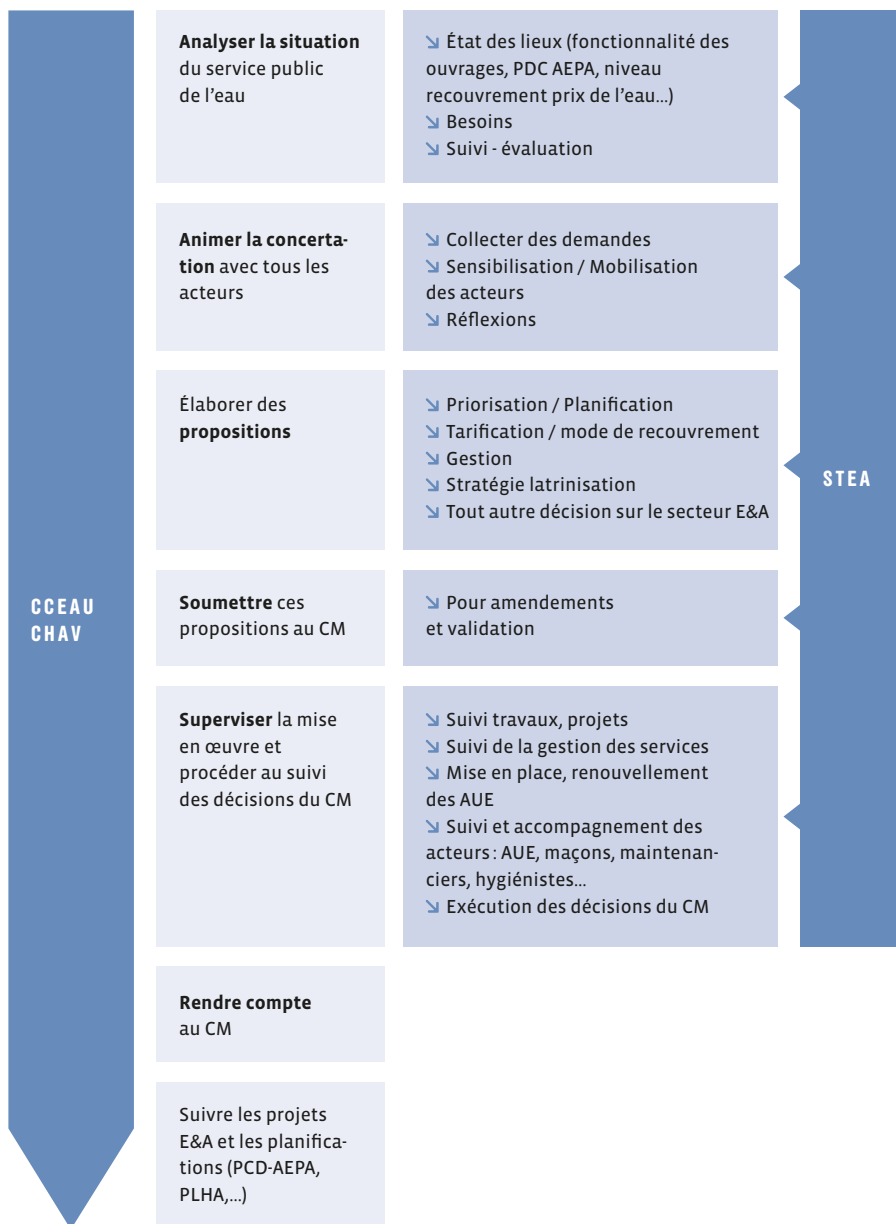 CCEAU
CHAV
Analyser la situation
du service public
de l’eau
↘ État des lieux (fonctionnalité des
ouvrages, PDC AEPA, niveau
recouvrement prix de l’eau…)
↘ Besoins
↘ Suivi - évaluation
Animer la concerta-
tion avec tous les
acteurs
↘ Collecter des demandes
↘ Sensibilisation / Mobilisation
des acteurs
↘ Réflexions
Élaborer des
propositions
↘ Priorisation / Planification
↘ Tarification / mode de recouvrement
↘ Gestion
↘ Stratégie latrinisation
↘ Tout autre décision sur le secteur E&A
Soumettre ces
propositions au CM
↘ Pour amendements
et validation
Superviser la mise
en œuvre et
procéder au suivi
des décisions du CM
↘ Suivi travaux, projets
↘ Suivi de la gestion des services
↘ Mise en place, renouvellement
des AUE
↘ Suivi et accompagnement des
acteurs : AUE, maçons, maintenan-
ciers, hygiénistes…
↘ Exécution des décisions du CM
Rendre compte
au CM
Suivre les projets
E&A et les planifica-
tions (PCD-AEPA,
PLHA,…)
STEA